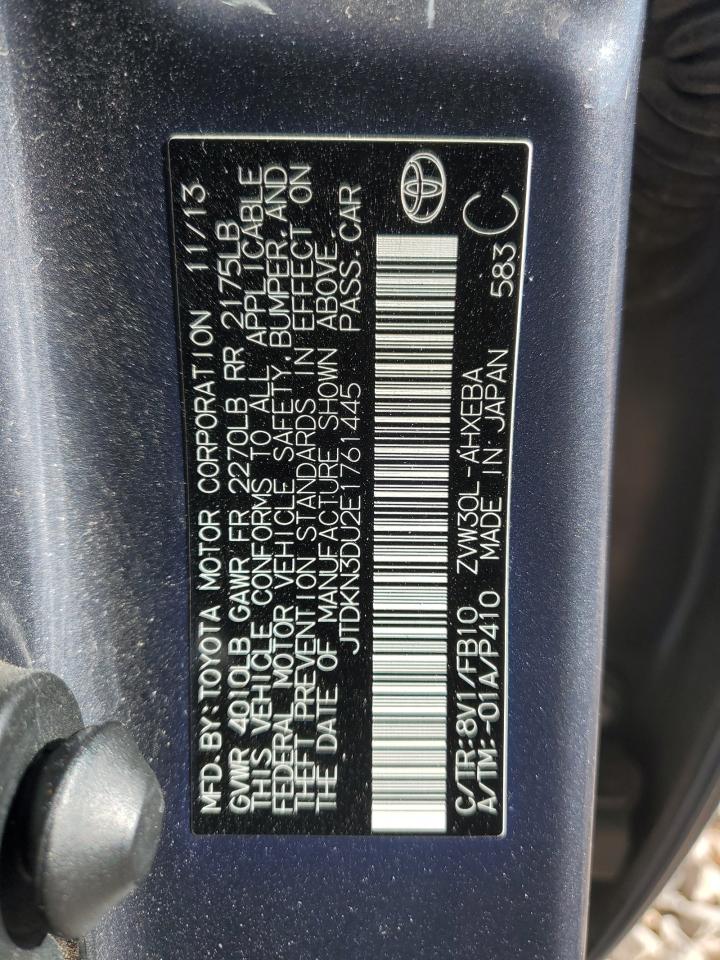 MFD.BY:TOYOTA MOTOR CORPORATION 11/13
GVWR 4010LB GAWR FR 2270LB RR 2175LB
THIS VEHICLE CONFORMS TO ALL APPLICABLE
FEDERAL MOTOR VEHICLE SAFETY,BUMPER,AND
THEFT PREVENTION STANDARDS IN EFFECT ON
THE DATE OF MANUFACTURE SHOWN ABOVE.
JTDKN3DU2E1761445 PASS.CAR
C/TR:8V1/FB10 ZVW30L-AHXEBA
A/TM:-01A/P410 MADE IN JAPAN 583 C